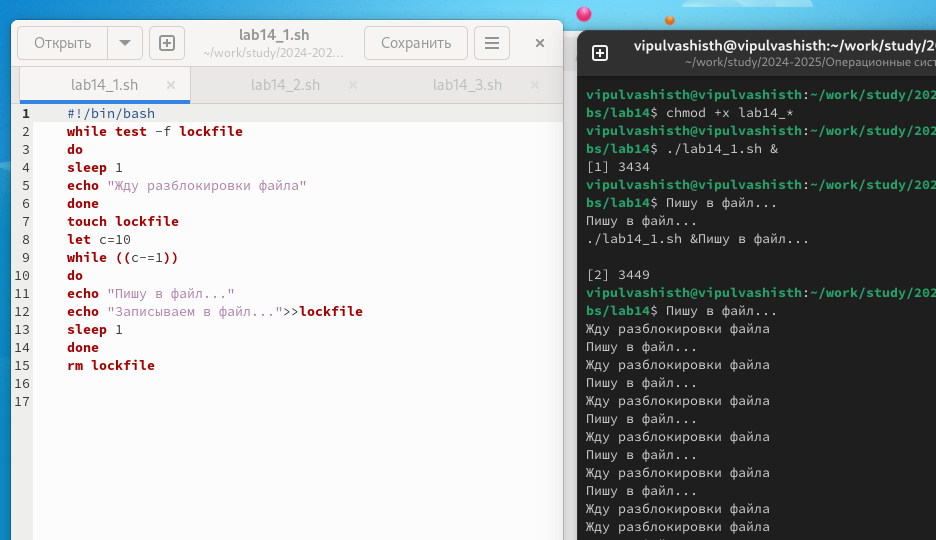 Открыть
lab14_1.sh
~/work/study/2024-202...
Сохранить
lab14_1.sh
lab14_2.sh
lab14_3.sh
1 #!/bin/bash
2 while test -f lockfile
3 do
4 sleep 1
5 echo "Жду разблокировки файла"
6 done
7 touch lockfile
8 let c=10
9 while ((c-=1))
10 do
11 echo "Пишу в файл..."
12 echo "Записываем в файл...">>lockfile
13 sleep 1
14 done
15 rm lockfile
16
17
vipulvashisth@vipulvashisth:~/work/study/20
~/work/study/2024-2025/Операционные сист
vipulvashisth@vipulvashisth:~/work/study/202
bs/lab14$ chmod +x lab14_*
vipulvashisth@vipulvashisth:~/work/study/202
bs/lab14$ ./lab14_1.sh &
[1] 3434
vipulvashisth@vipulvashisth:~/work/study/202
bs/lab14$ Пишу в файл...
Пишу в файл...
./lab14_1.sh &Пишу в файл...
[2] 3449
vipulvashisth@vipulvashisth:~/work/study/202
bs/lab14$ Пишу в файл...
Жду разблокировки файла
Пишу в файл...
Жду разблокировки файла
Пишу в файл...
Жду разблокировки файла
Пишу в файл...
Жду разблокировки файла
Пишу в файл...
Жду разблокировки файла
Пишу в файл...
Жду разблокировки файла
Жду разблокировки файла